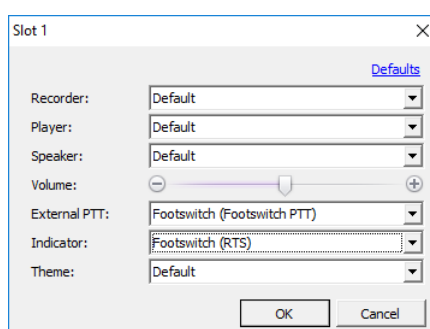 Slot 1
Defaults
Recorder: Default
Player: Default
Speaker: Default
Volume:
External PTT: Footswitch (Footswitch PTT)
Indicator: Footswitch (RTS)
Theme: Default
OK Cancel